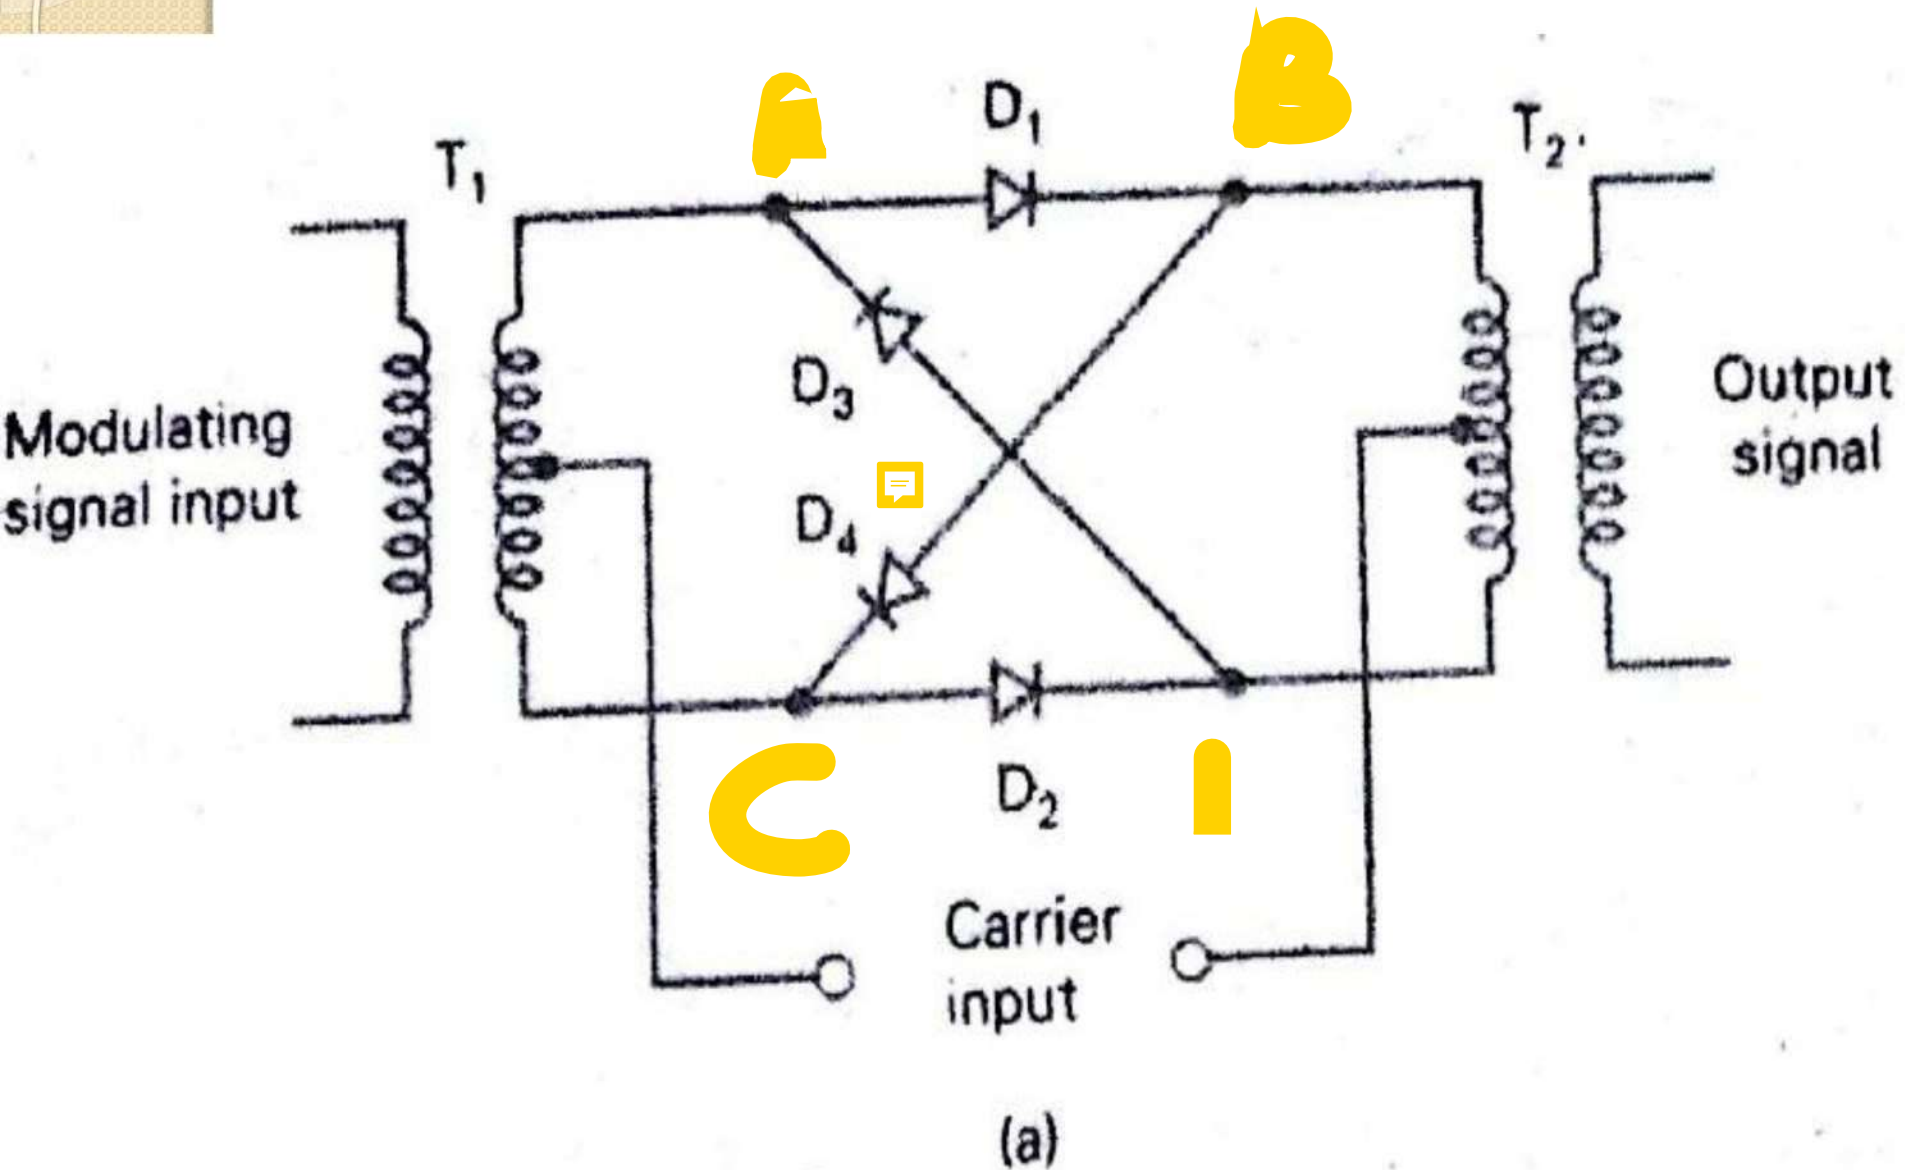 A
B
D₁
T₁
T₂.
D₃
Modulating
signal input
Output
signal
D₄
C
D₂
I
Carrier
input
(a)